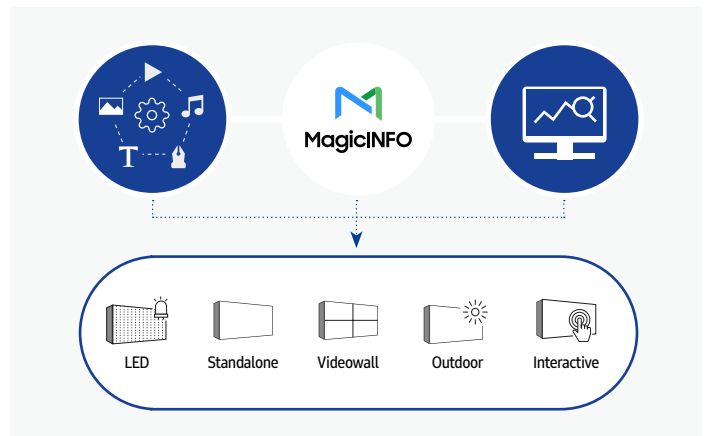 T
MagicINFO
LED
Standalone
Videowall
Outdoor
Interactive